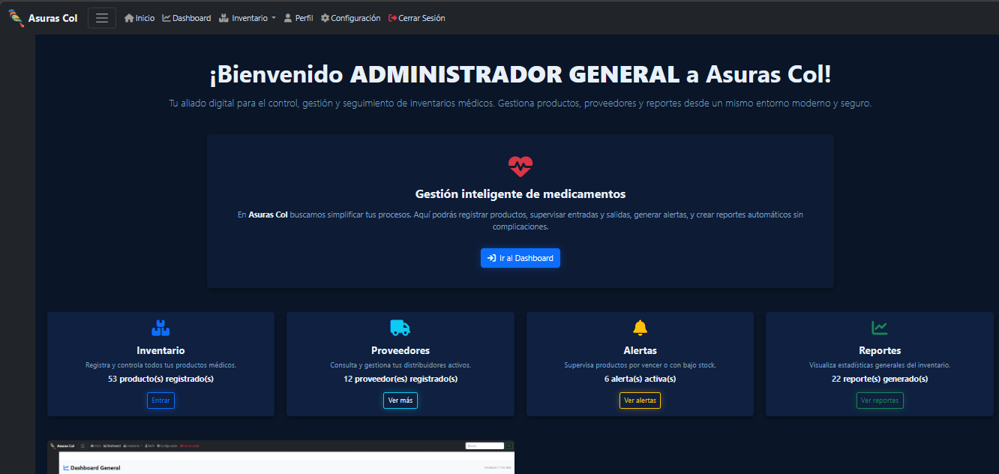 Asuras Col Inicio Dashboard Inventario Perfil Configuración Cerrar Sesión
¡Bienvenido ADMINISTRADOR GENERAL a Asuras Col!
Tu aliado digital para el control, gestión y seguimiento de inventarios médicos. Gestiona productos, proveedores y reportes desde un mismo entorno moderno y seguro.
Gestión inteligente de medicamentos
En Asuras Col buscamos simplificar tus procesos. Aquí podrás registrar productos, supervisar entradas y salidas, generar alertas, y crear reportes automáticos sin
complicaciones.
Ir al Dashboard
Inventario
Registra y controla todos tus productos médicos.
53 producto(s) registrado(s)
Entrar
Proveedores
Consulta y gestiona tus distribuidores activos.
12 proveedor(es) registrado(s)
Ver más
Alertas
Supervisa productos por vencer o con bajo stock.
6 alerta(s) activa(s)
Ver alertas
Reportes
Visualiza estadísticas generales del inventario.
22 reporte(s) generado(s)
Ver reportes
Asuras Col Inicio Dashboard Inventario Perfil Configuración Cerrar Sesión
Dashboard General